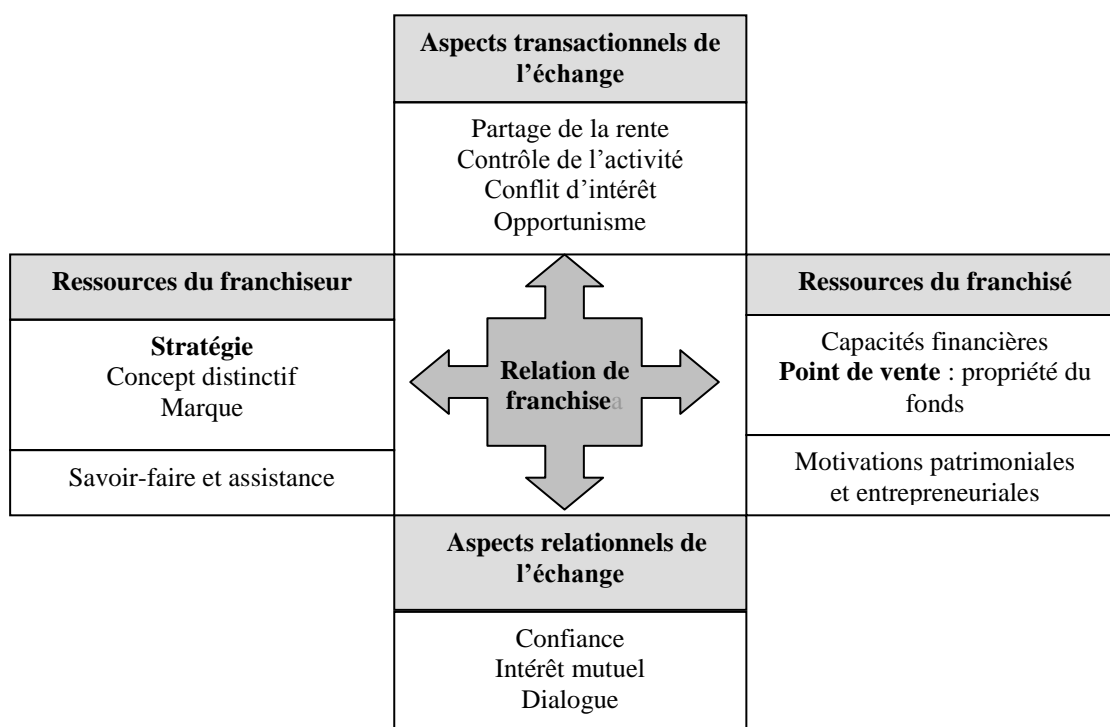 Aspects transactionnels de
l’échange
Partage de la rente
Contrôle de l’activité
Conflit d’intérêt
Opportunisme
Ressources du franchiseur
Stratégie
Concept distinctif
Marque
Savoir-faire et assistance
Relation de
franchisea
Ressources du franchisé
Capacités financières
Point de vente : propriété du
fonds
Motivations patrimoniales
et entrepreneuriales
Aspects relationnels de
l’échange
Confiance
Intérêt mutuel
Dialogue